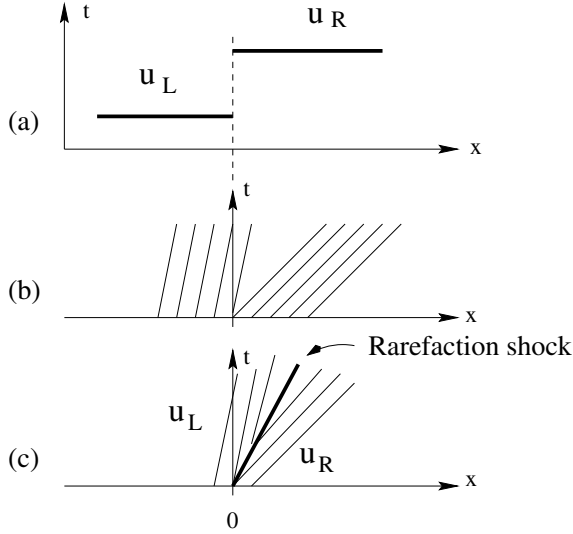 t
u R
u L
(a)
x
t
(b)
x
t
Rarefaction shock
u L
(c)
u R
x
0